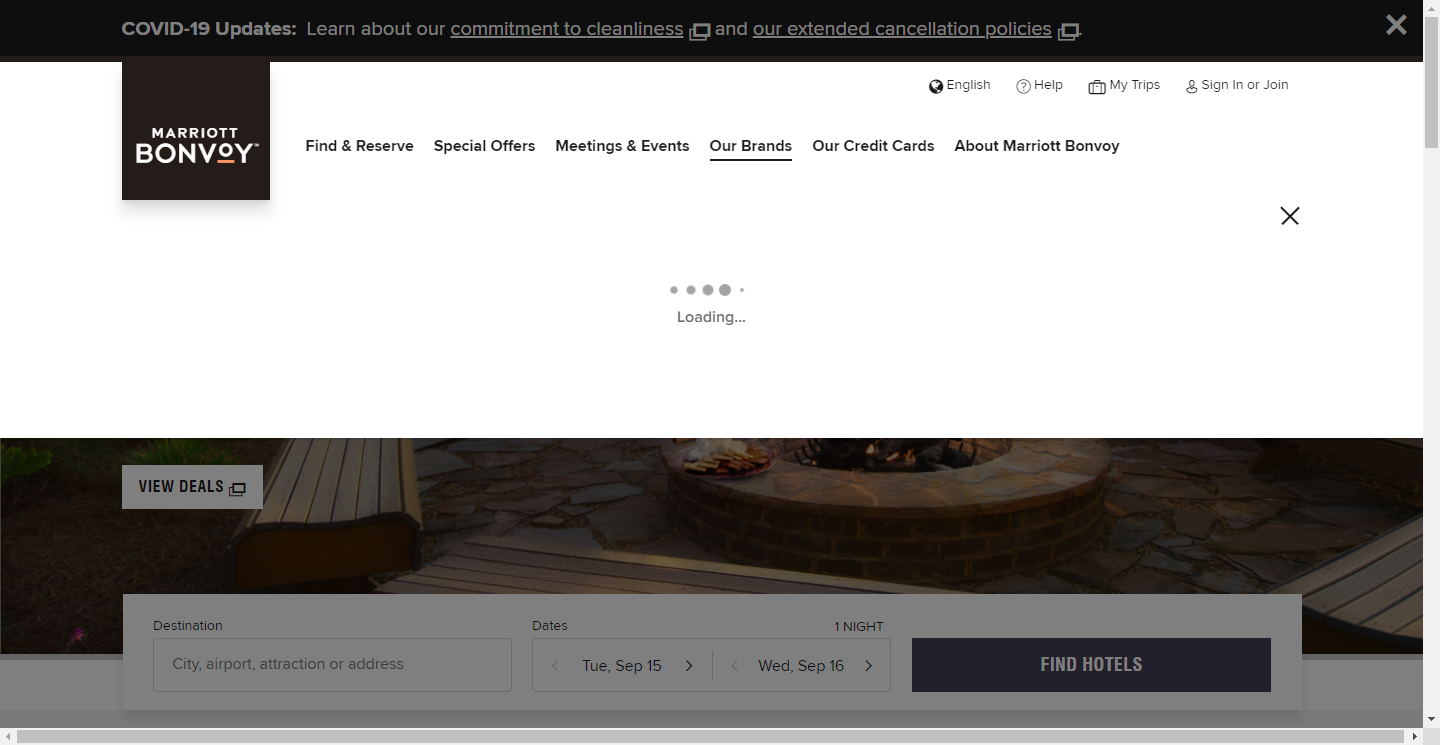 COVID-19 Updates: Learn about our commitment to cleanliness and our extended cancellation policies.
English Help My Trips Sign In or Join
MARRIOTT
BONVOY™
Find & Reserve Special Offers Meetings & Events Our Brands Our Credit Cards About Marriott Bonvoy
Loading...
VIEW DEALS
Destination Dates 1 NIGHT
City, airport, attraction or address Tue, Sep 15 Wed, Sep 16 FIND HOTELS